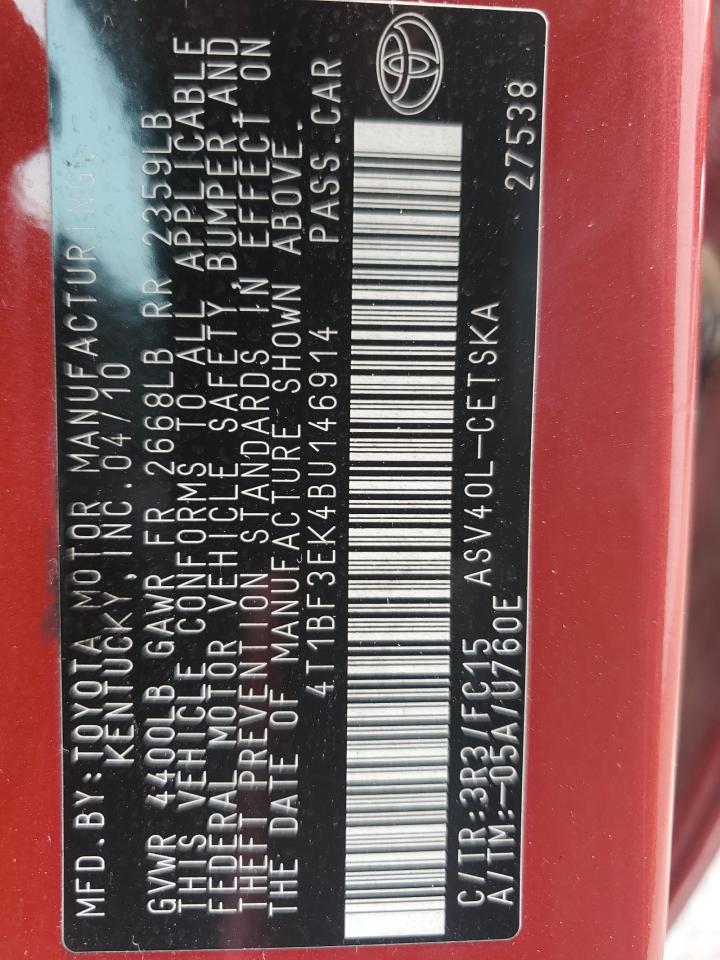 MFD.BY:TOYOTA MOTOR MANUFACTURING,
KENTUCKY,INC.04/10
GVWR 4400LB GAWR FR 2668LB RR 2359LB
THIS VEHICLE CONFORMS TO ALL APPLICABLE
FEDERAL MOTOR VEHICLE SAFETY, BUMPER,AND
THEFT PREVENTION STANDARDS IN EFFECT ON
THE DATE OF MANUFACTURE SHOWN ABOVE.
4T1BF3EK4BU146914 PASS.CAR
C/TR:3R3/FC15 ASV40L-CETSKA
A/TM:-05A/U760E 27538